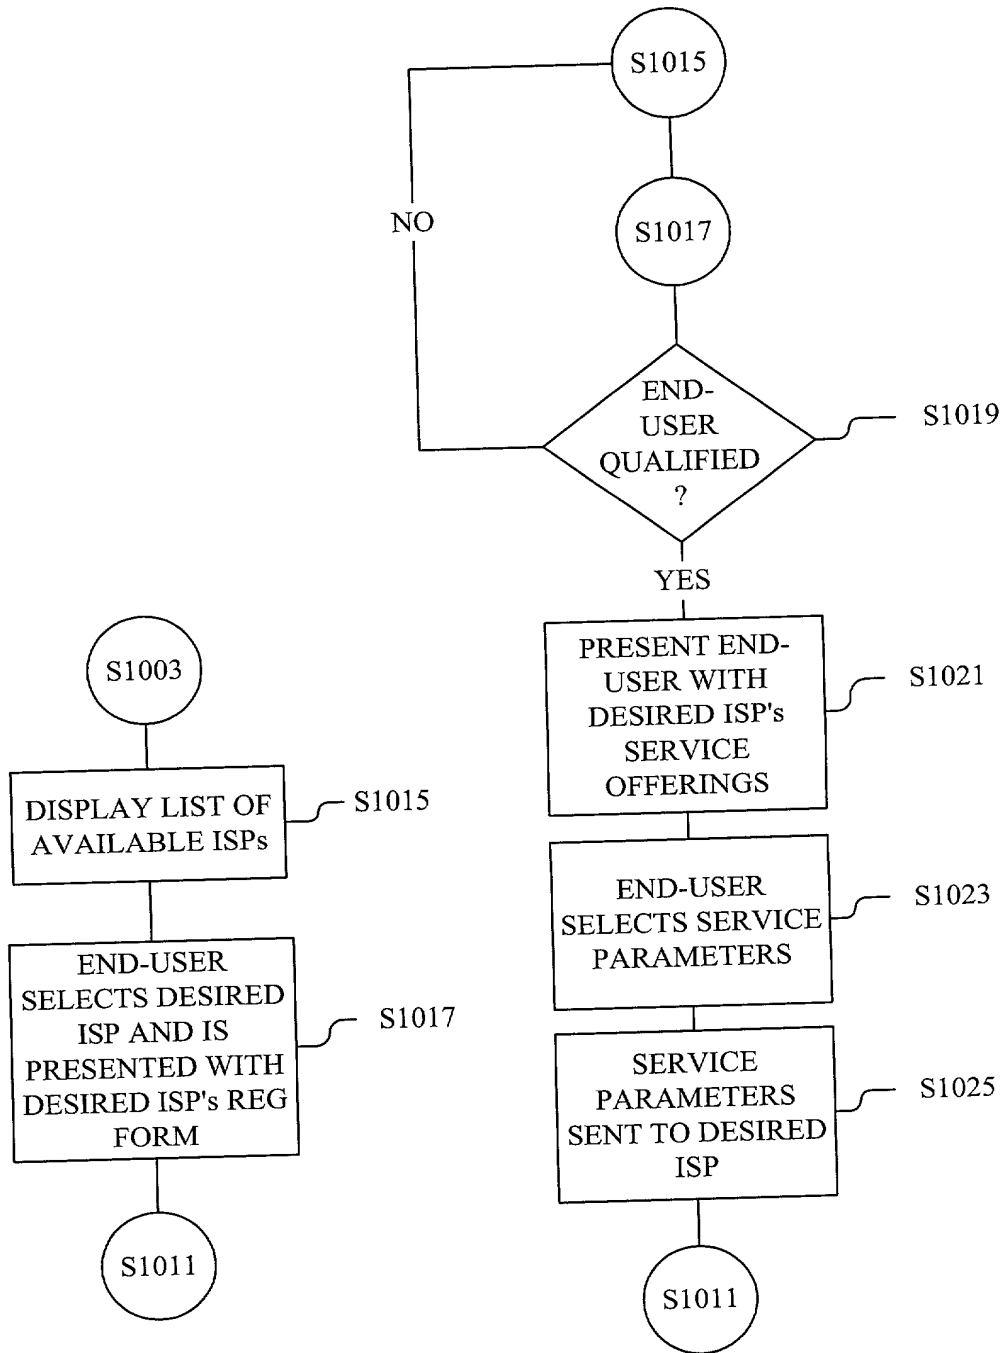 S1003
DISPLAY LIST OF
AVAILABLE ISPs
S1015
END-USER
SELECTS DESIRED
ISP AND IS
PRESENTED WITH
DESIRED ISP's REG
FORM
S1017
S1011
S1015
S1017
NO
END-
USER
QUALIFIED
?
S1019
YES
PRESENT END-
USER WITH
DESIRED ISP's
SERVICE
OFFERINGS
S1021
END-USER
SELECTS SERVICE
PARAMETERS
S1023
SERVICE
PARAMETERS
SENT TO DESIRED
ISP
S1025
S1011